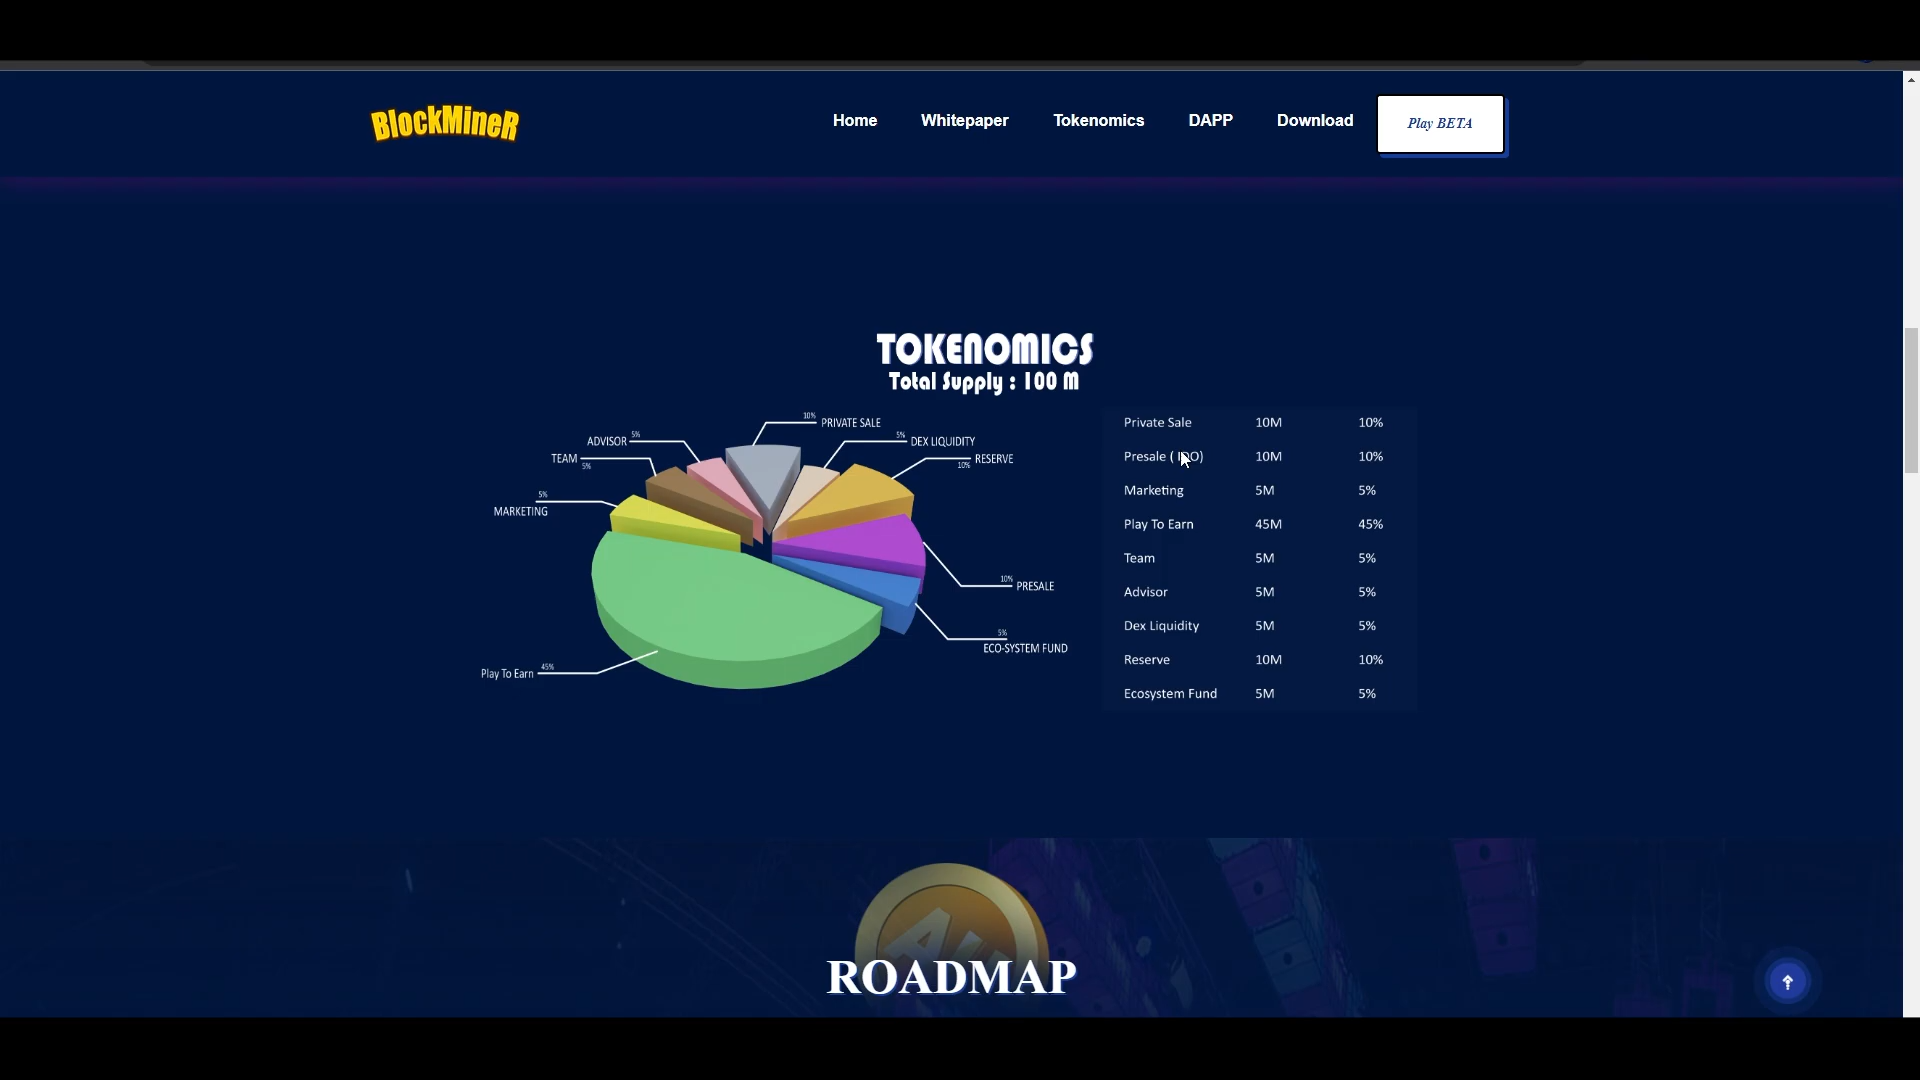 BlockMineR
Home Whitepaper Tokenomics DAPP Download Play BETA
TOKENOMICS
Total Supply : 100 M
10% PRIVATE SALE
ADVISOR 5%
5% DEX LIQUIDITY
TEAM 5%
10% RESERVE
5% MARKETING
10% PRESALE
5% ECO-SYSTEM FUND
Play To Earn 45%
Private Sale 10M 10%
Presale ( 10M 10%
Marketing 5M 5%
Play To Earn 45M 45%
Team 5M 5%
Advisor 5M 5%
Dex Liquidity 5M 5%
Reserve 10M 10%
Ecosystem Fund 5M 5%
ROADMAP